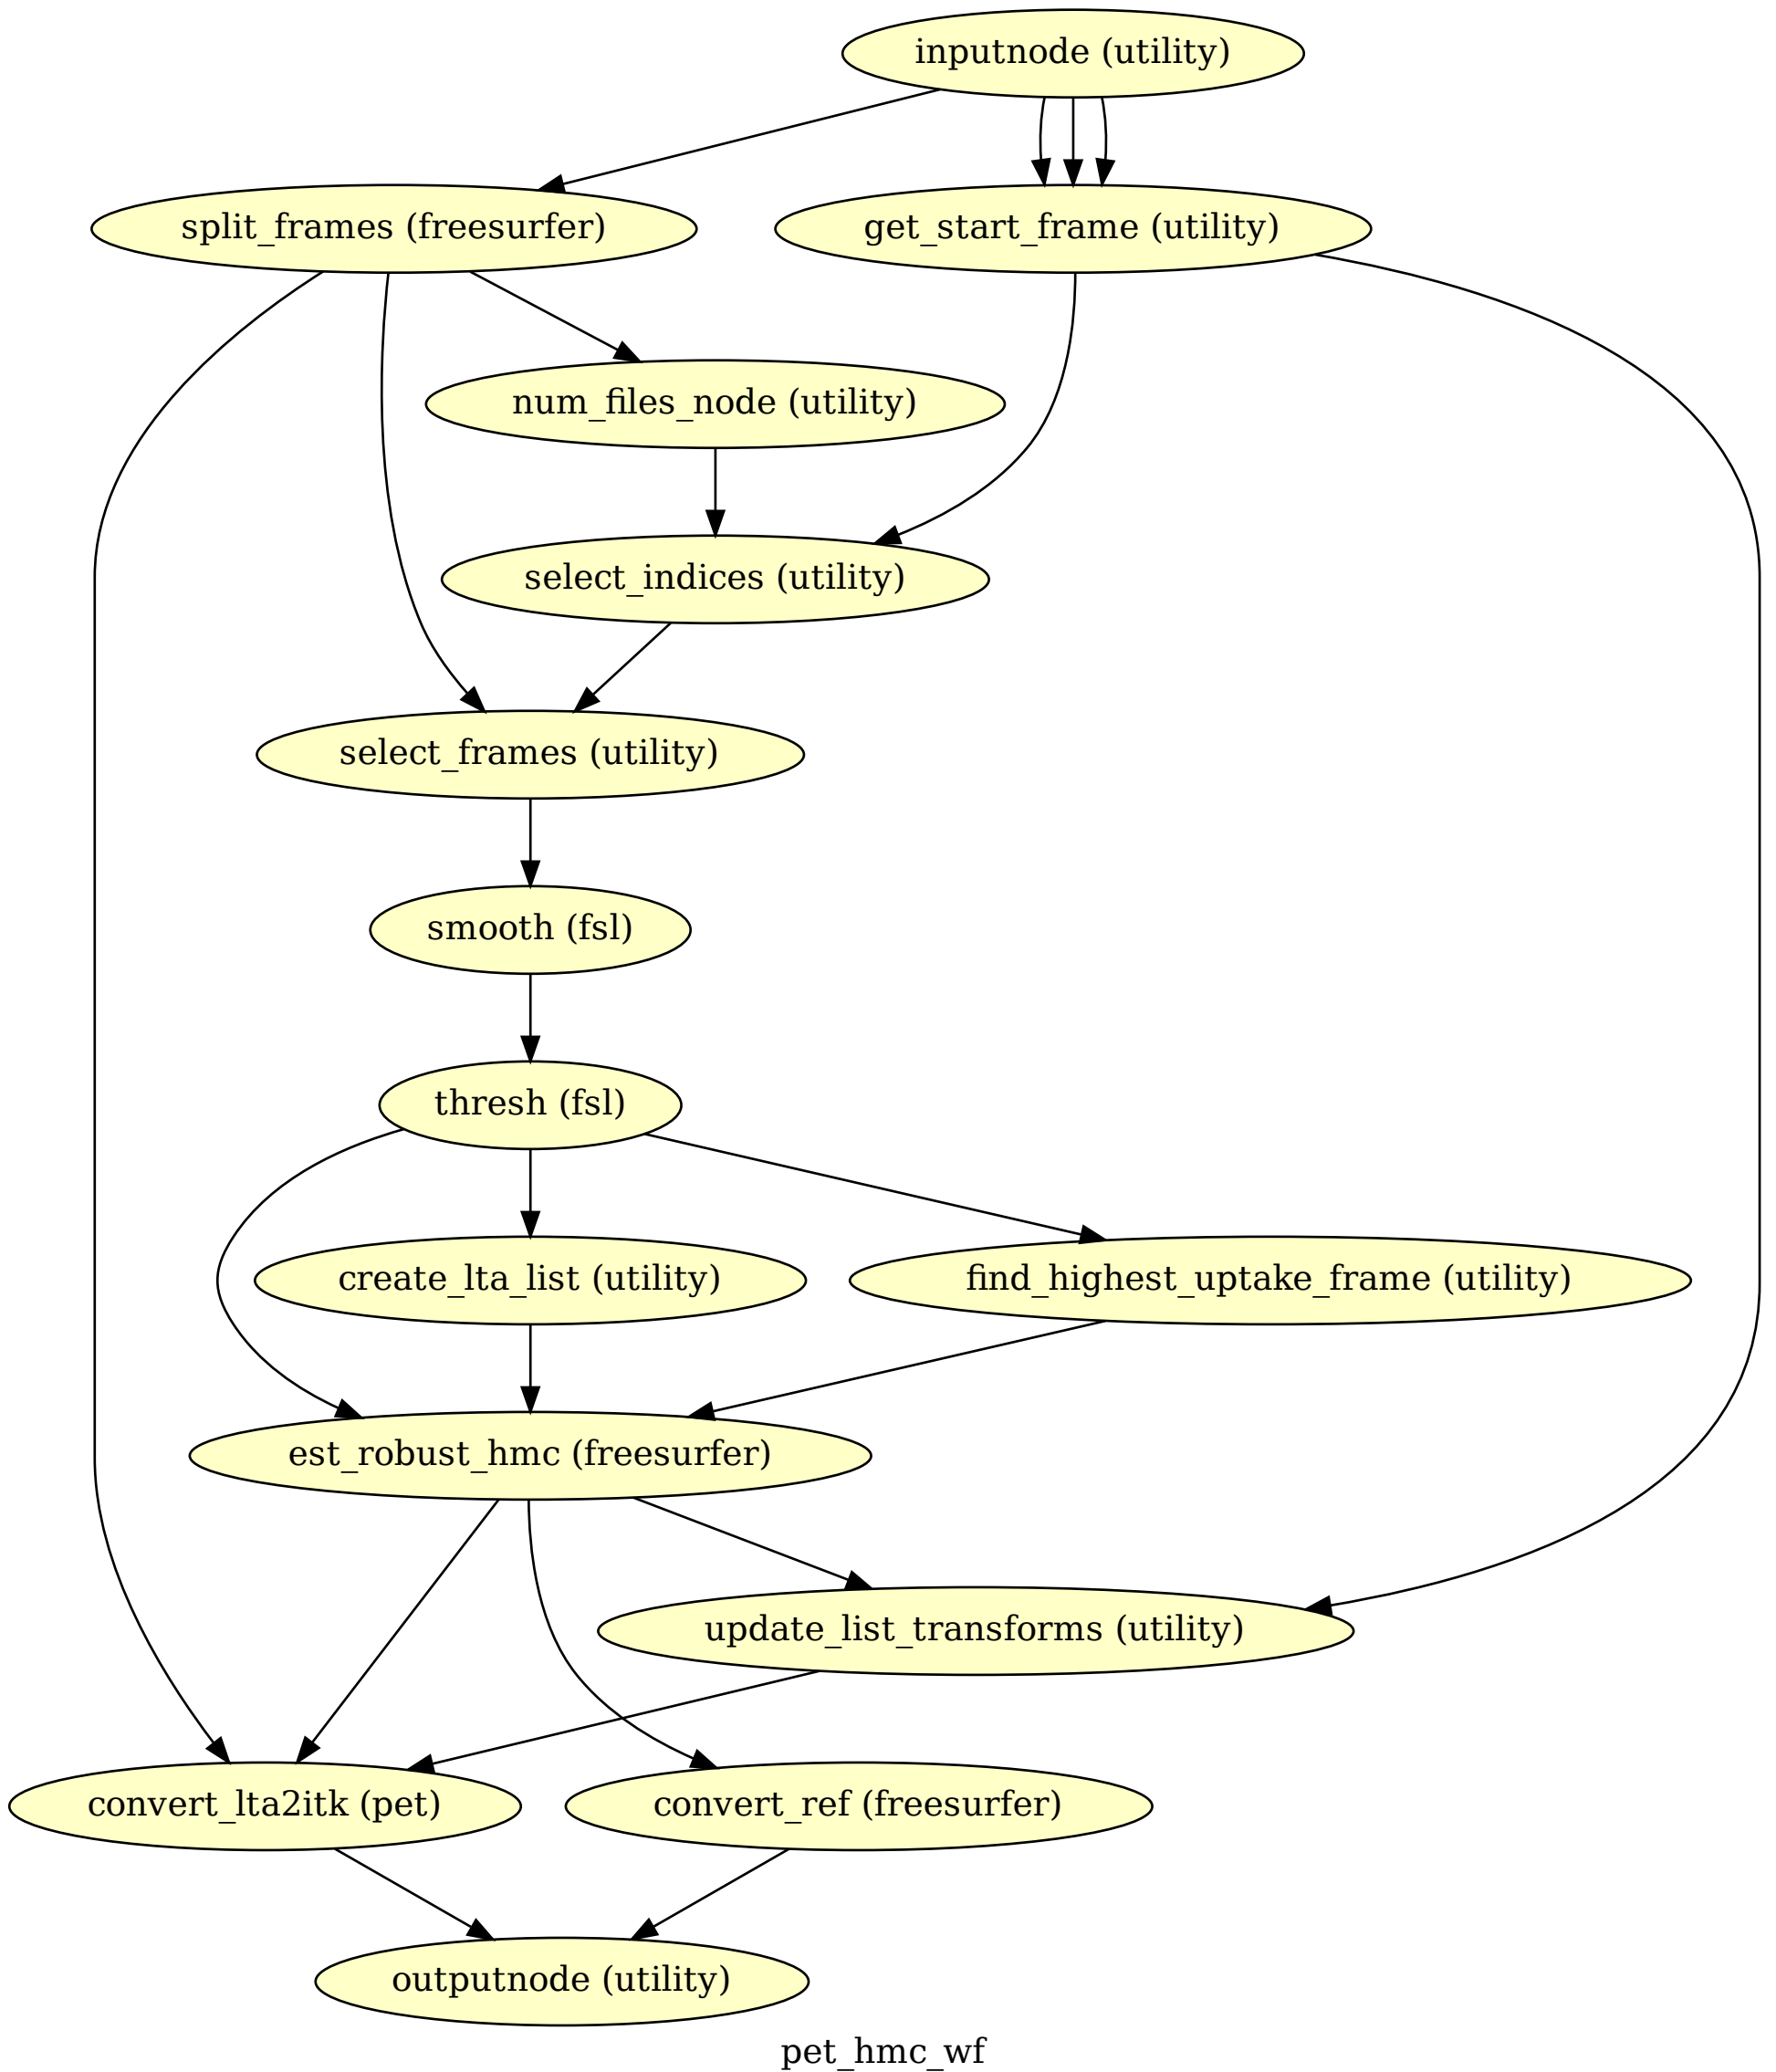 inputnode (utility)
split_frames (freesurfer)
get_start_frame (utility)
num_files_node (utility)
select_indices (utility)
select_frames (utility)
smooth (fsl)
thresh (fsl)
create_lta_list (utility)
find_highest_uptake_frame (utility)
est_robust_hmc (freesurfer)
update_list_transforms (utility)
convert_lta2itk (pet)
convert_ref (freesurfer)
outputnode (utility)
pet_hmc_wf